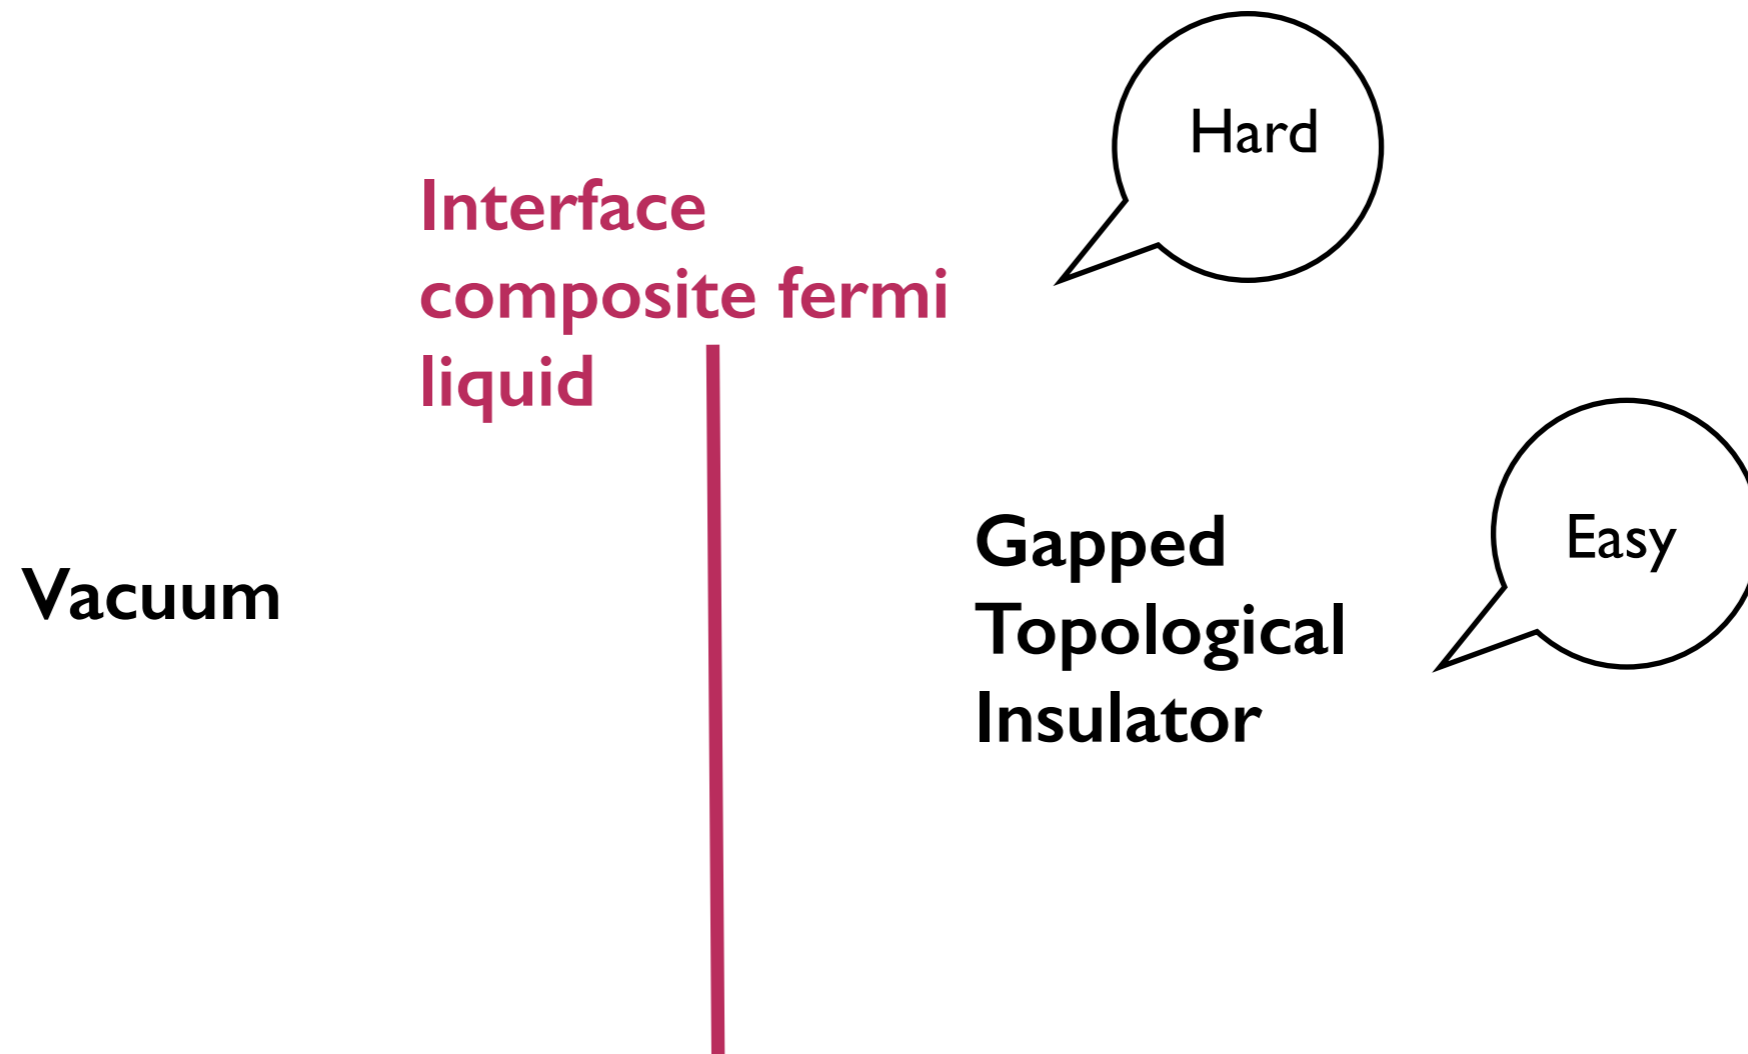 Hard
Interface
composite fermi
liquid
Gapped
Topological
Insulator
Easy
Vacuum